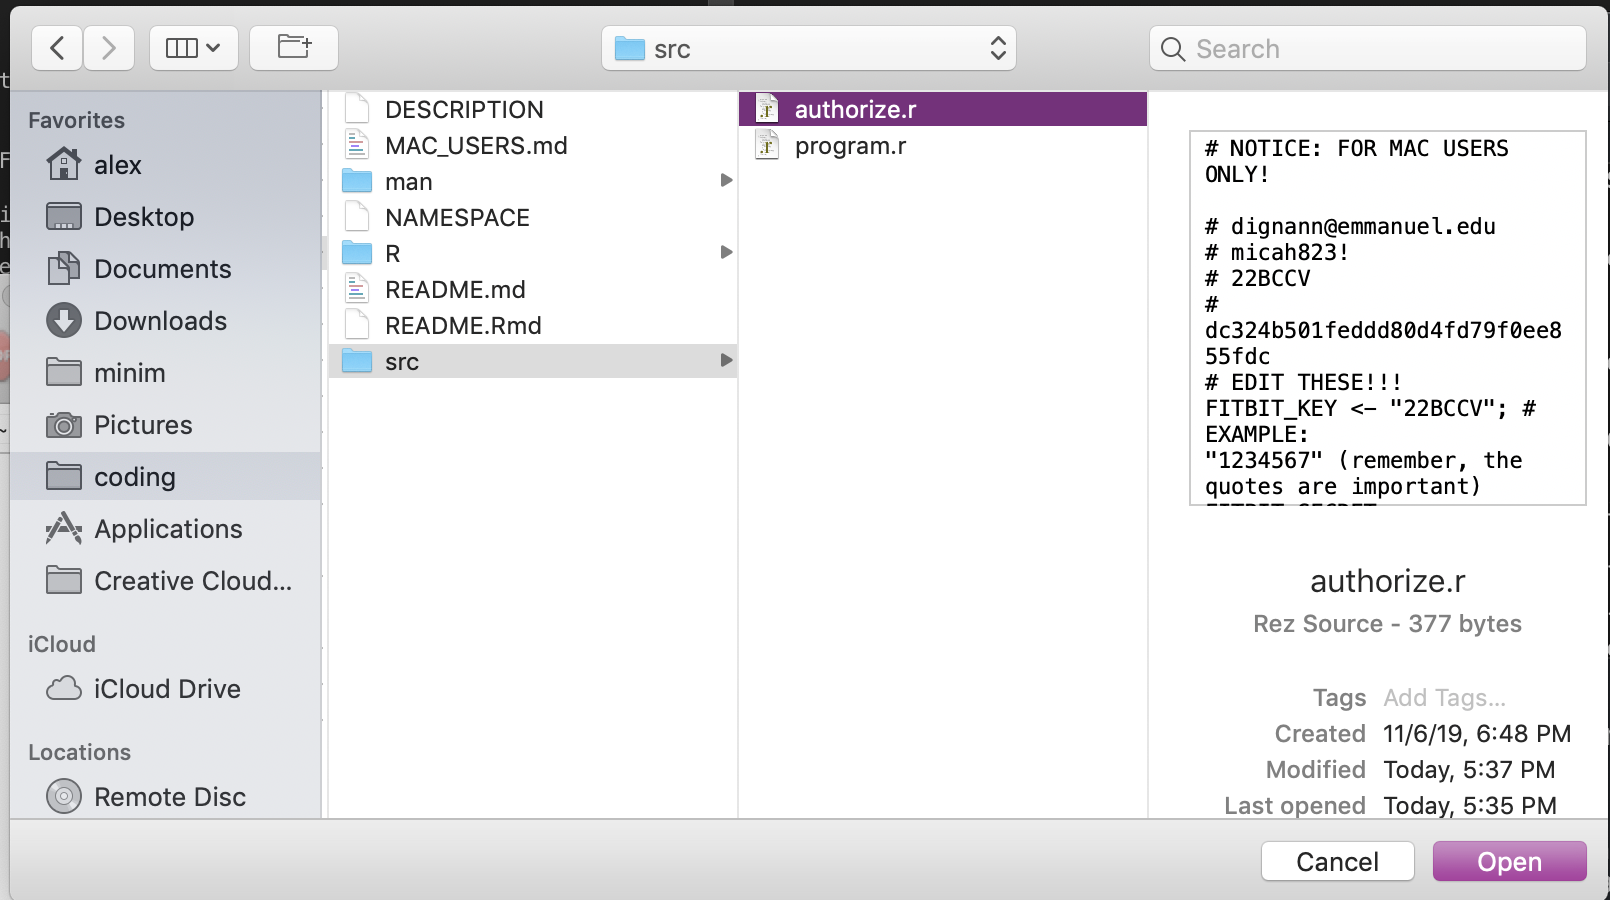 src
Search
Favorites
alex
Desktop
Documents
Downloads
minim
Pictures
coding
Applications
Creative Cloud...
iCloud
iCloud Drive
Locations
Remote Disc
DESCRIPTION
MAC_USERS.md
man
NAMESPACE
R
README.md
README.Rmd
src
authorize.r
program.r
# NOTICE: FOR MAC USERS
ONLY!
# dignann@emmanuel.edu
# micah823!
# 22BCCV
#
dc324b501feddd80d4fd79f0ee8
55fdc
# EDIT THESE!!!
FITBIT_KEY <- "22BCCV"; #
EXAMPLE:
"1234567" (remember, the
quotes are important)
authorize.r
Rez Source - 377 bytes
Tags Add Tags...
Created 11/6/19, 6:48 PM
Modified Today, 5:37 PM
Last opened Today, 5:35 PM
Cancel
Open